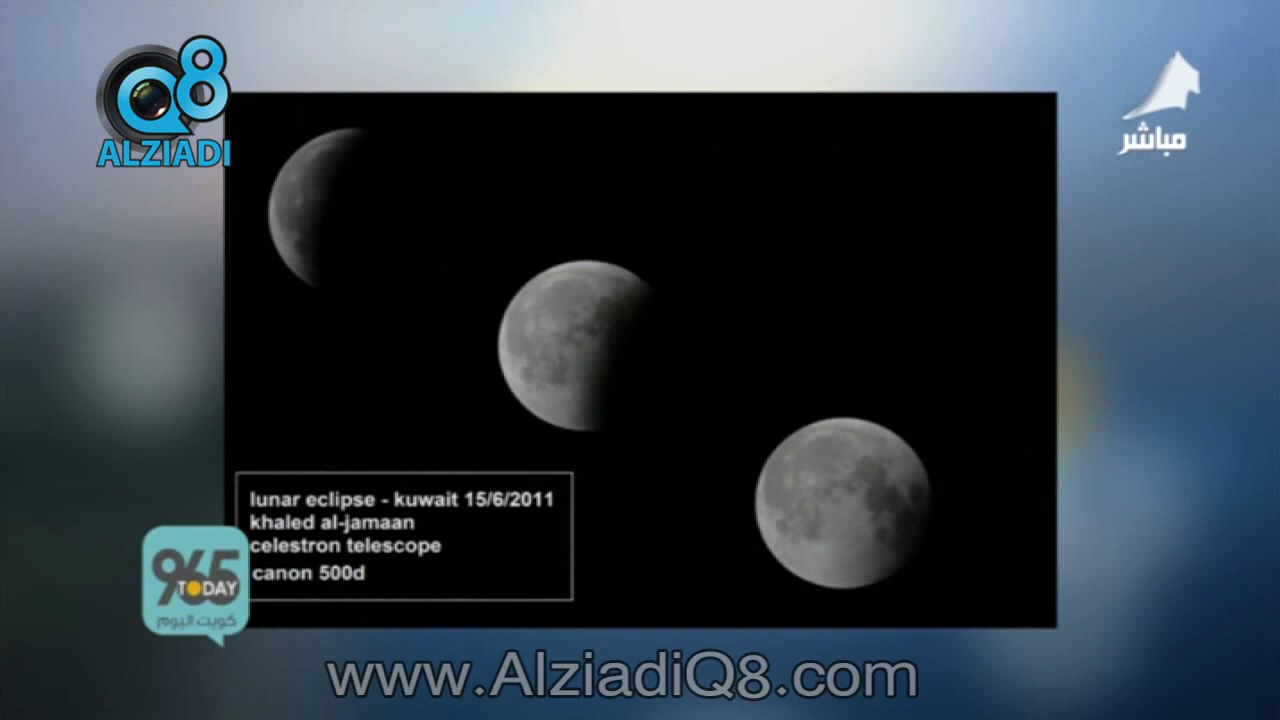 Q8
ALZIADI
مباشر
lunar eclipse - kuwait 15/6/2011
khaled al-jamaan
celestron telescope
canon 500d
965
TODAY
كويت اليوم
www.AlziadiQ8.com